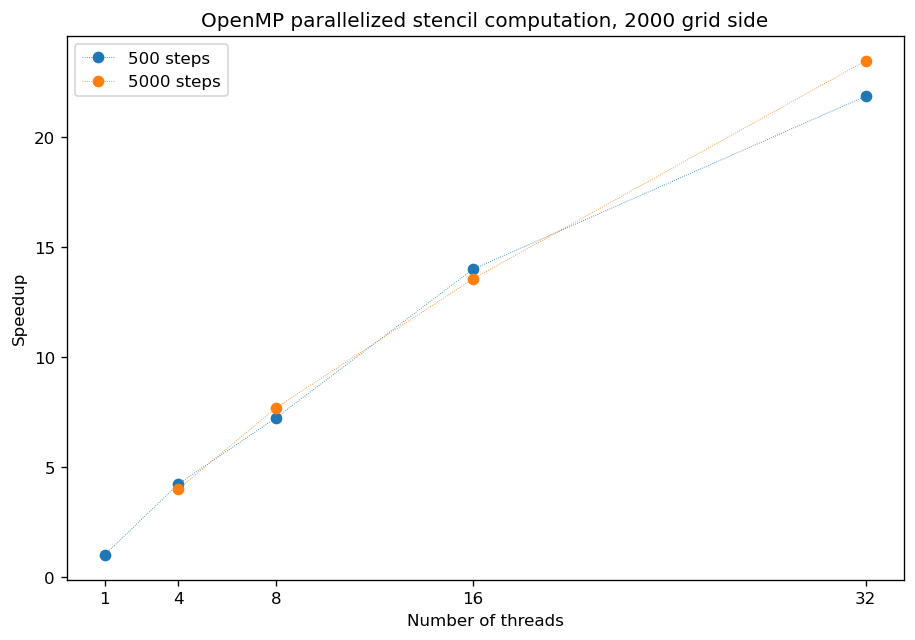 OpenMP parallelized stencil computation, 2000 grid side
500 steps
5000 steps
20
15
10
5
0
Speedup
1 4 8 16 32
Number of threads